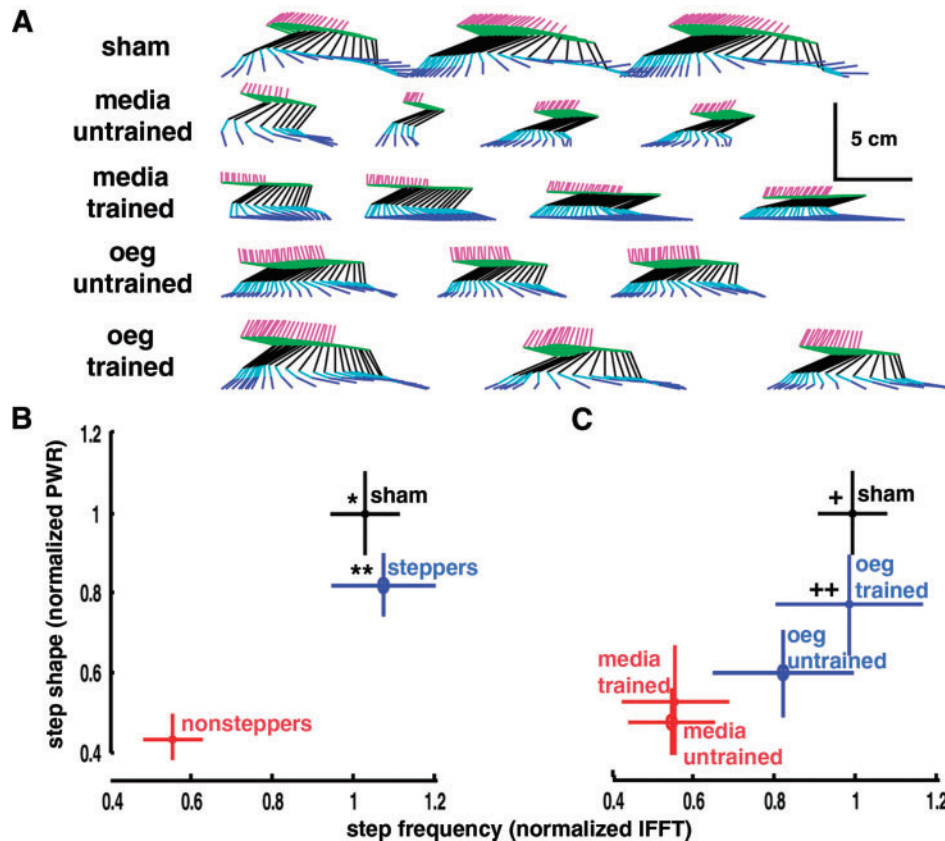 A
sham
media
untrained
media
trained
oeg
untrained
oeg
trained
5 cm
B
step shape (normalized PWR)
1.2
1
0.8
0.6
0.4
* sham
** steppers
nonsteppers
0.4
0.6
0.8
1
1.2
C
+ sham
++ oeg
trained
oeg
untrained
media
trained
media
untrained
0.4
0.6
0.8
1
1.2
step frequency (normalized IFFT)